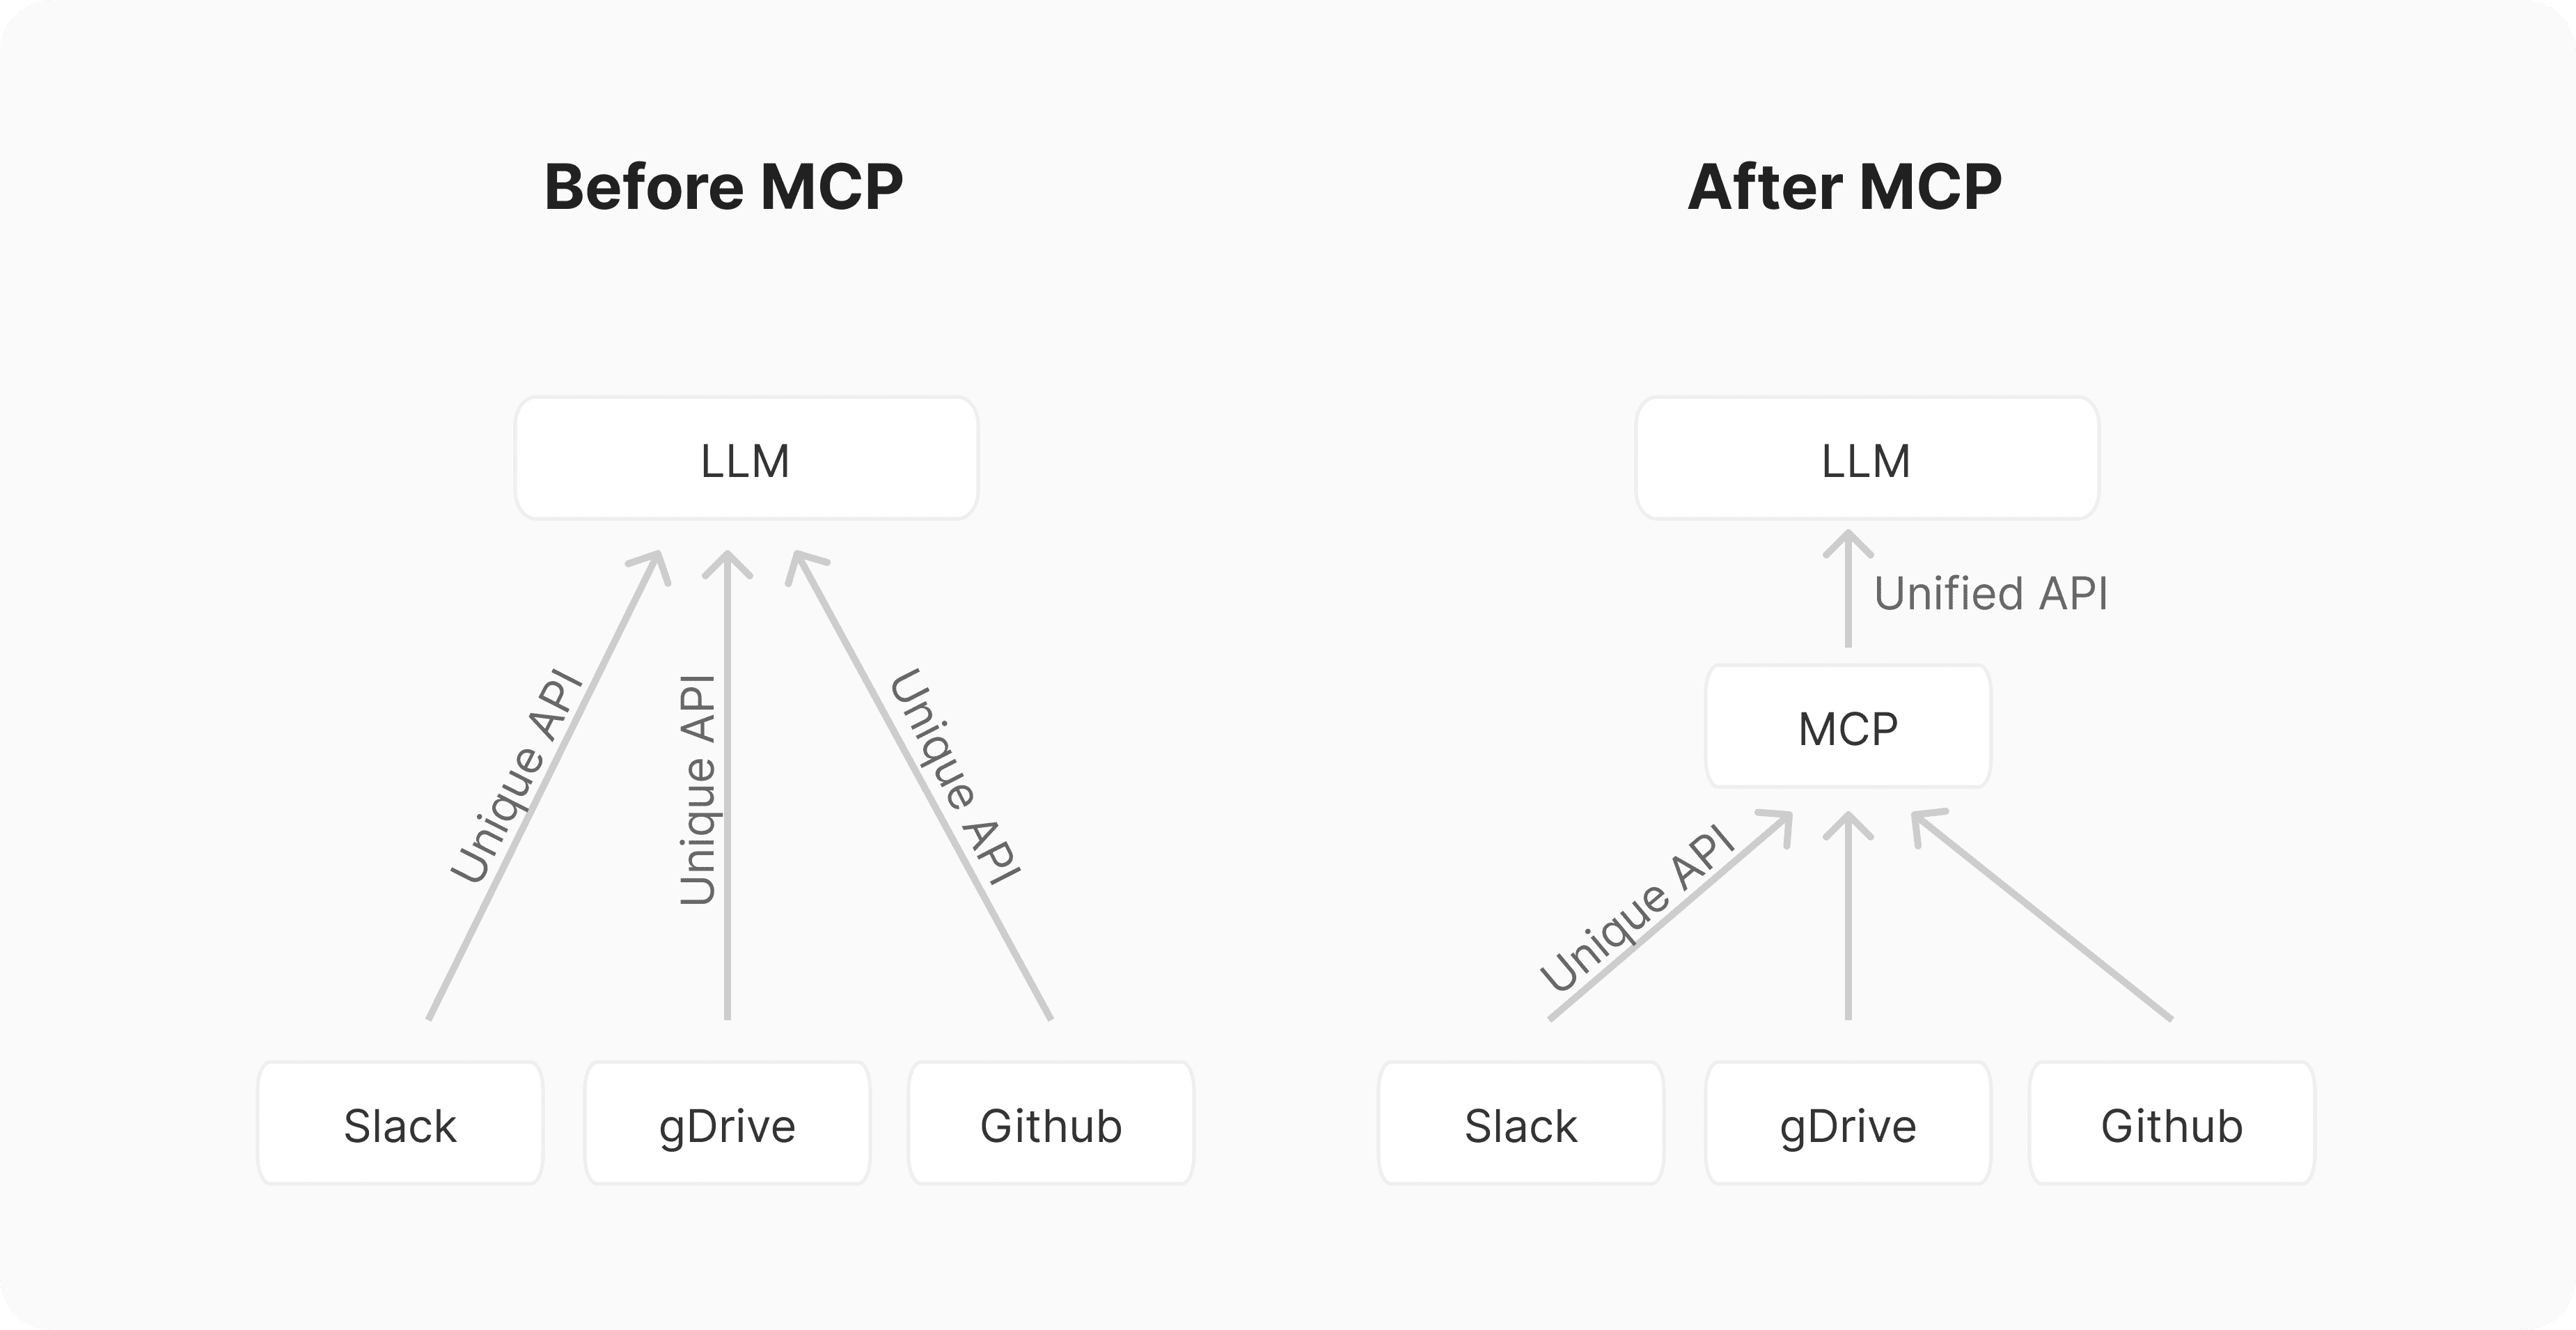 Before MCP
LLM
Unique API
Unique API
Unique API
Slack
gDrive
Github
After MCP
LLM
Unified API
MCP
Unique API
Slack
gDrive
Github